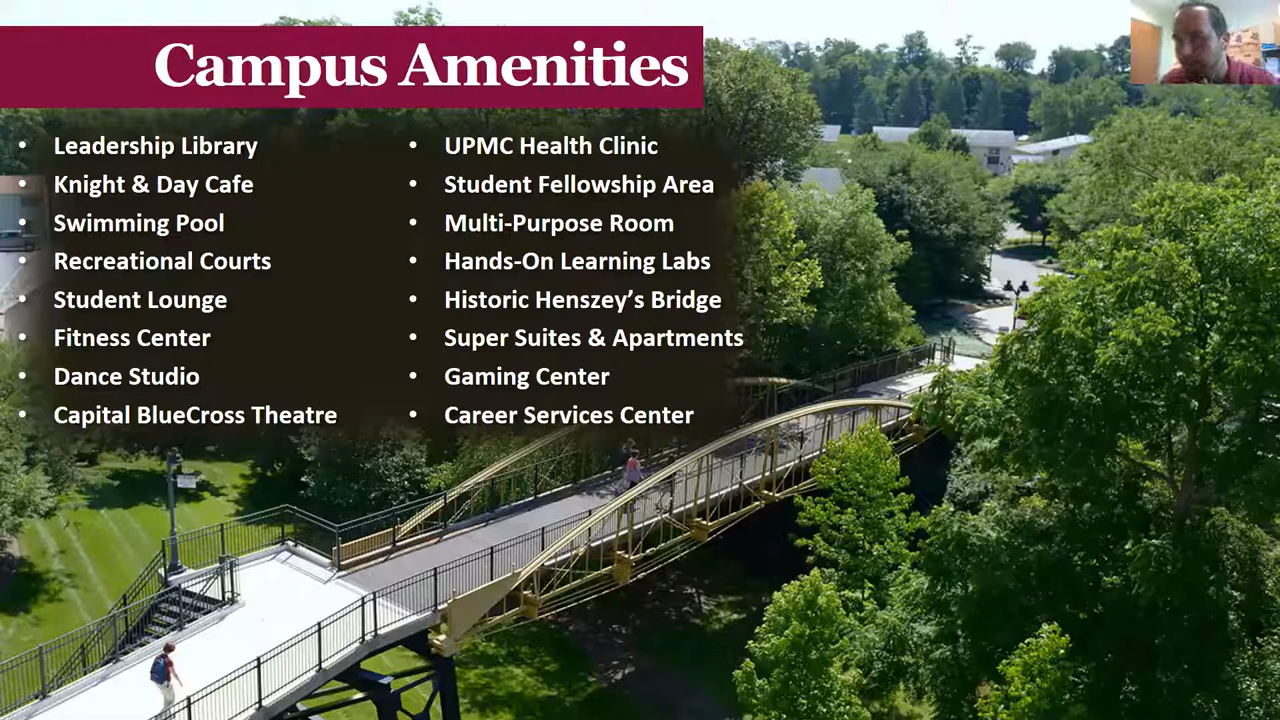 Campus Amenities
Leadership Library
Knight & Day Cafe
Swimming Pool
Recreational Courts
Student Lounge
Fitness Center
Dance Studio
Capital BlueCross Theatre
UPMC Health Clinic
Student Fellowship Area
Multi-Purpose Room
Hands-On Learning Labs
Historic Henszey’s Bridge
Super Suites & Apartments
Gaming Center
Career Services Center